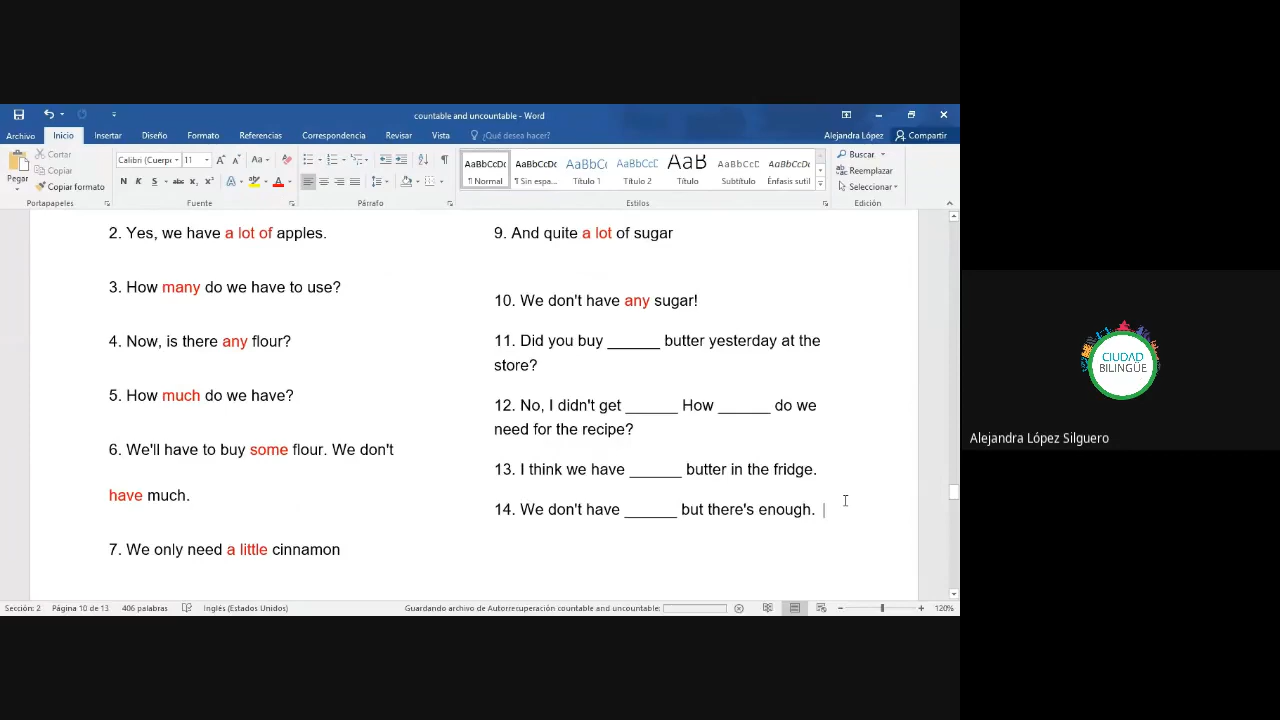 countable and uncountable - Word
Archivo Inicio Insertar Diseño Formato Referencias Correspondencia Revisar Vista ¿Qué desea hacer? Alejandra López Compartir
Pegar
Cortar
Copiar
Copiar formato
Calibri (Cuerpo 11
N K S abc x₂ x²
AaBbCcDc AaBbCcDc AaBbCc AaBbCcC AaB AaBbCcC AaBbCcDc
¶ Normal ¶ Sin espa... Título 1 Título 2 Título Subtítulo Énfasis sutil
Buscar
Reemplazar
Seleccionar
Portapapeles Fuente Párrafo Estilos Edición
2. Yes, we have a lot of apples.
3. How many do we have to use?
4. Now, is there any flour?
5. How much do we have?
6. We'll have to buy some flour. We don't
have much.
7. We only need a little cinnamon
9. And quite a lot of sugar
10. We don't have any sugar!
11. Did you buy ______ butter yesterday at the
store?
12. No, I didn't get ______ How ______ do we
need for the recipe?
13. I think we have ______ butter in the fridge.
14. We don't have ______ but there's enough.
Sección: 2 Página 10 de 13 406 palabras Inglés (Estados Unidos) Guardando archivo de Autorrecuperación countable and uncountable: 120%
CIUDAD
BILINGÜE
Alejandra López Silguero